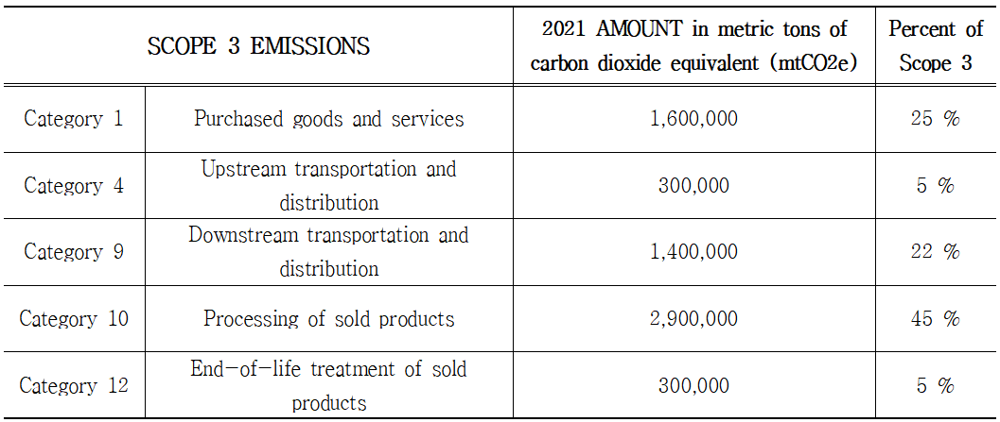 SCOPE 3 EMISSIONS
2021 AMOUNT in metric tons of
carbon dioxide equivalent (mtCO2e)
Percent of
Scope 3
Category 1
Purchased goods and services
1,600,000
25 %
Category 4
Upstream transportation and
distribution
300,000
5 %
Category 9
Downstream transportation and
distribution
1,400,000
22 %
Category 10
Processing of sold products
2,900,000
45 %
Category 12
End-of-life treatment of sold
products
300,000
5 %